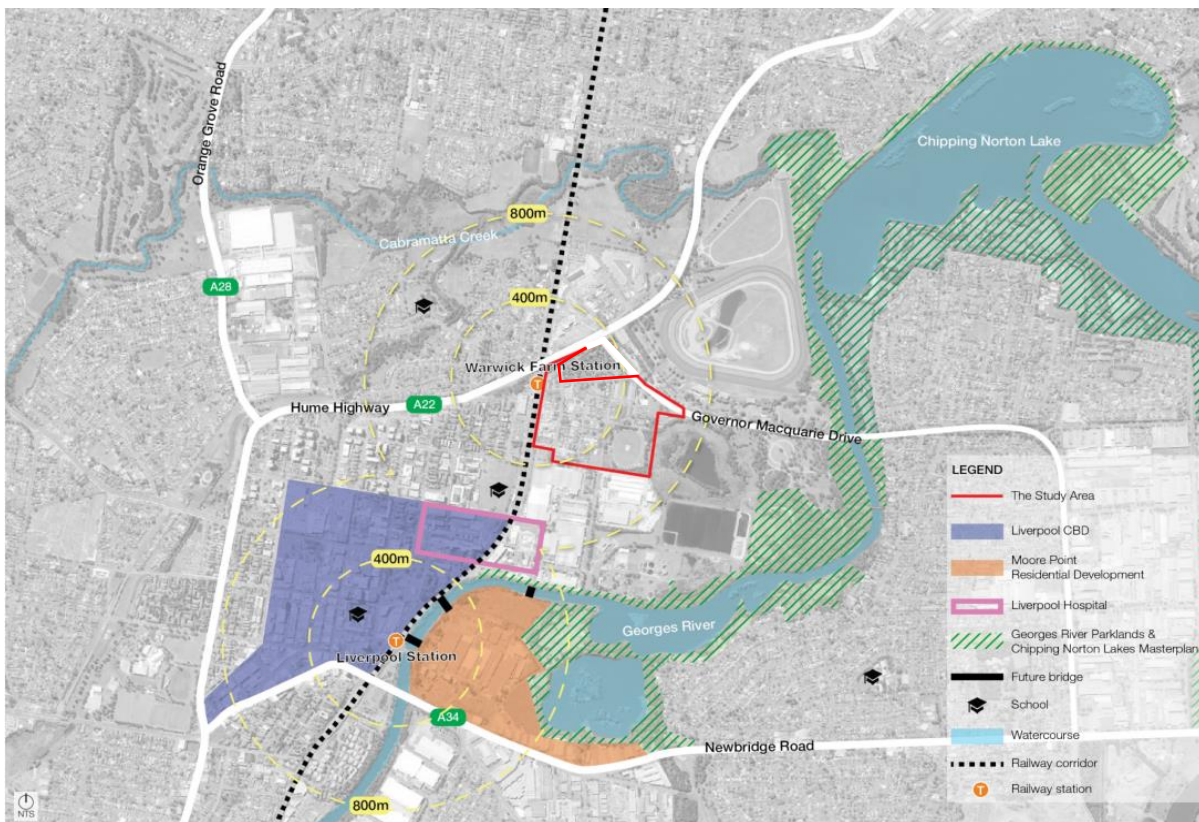 Orange Grove Road
Chipping Norton Lake
800m
Cabramatta Creek
A28
400m
Warwick Farm Station
T
Hume Highway
A22
Governor Macquarie Drive
LEGEND
The Study Area
Liverpool CBD
Moore Point
Residential Development
Liverpool Hospital
Georges River Parklands &
Chipping Norton Lakes Masterplan
Future bridge
School
Watercourse
Railway corridor
T
Railway station
400m
Georges River
T
Liverpool Station
A34
Newbridge Road
800m
NTS